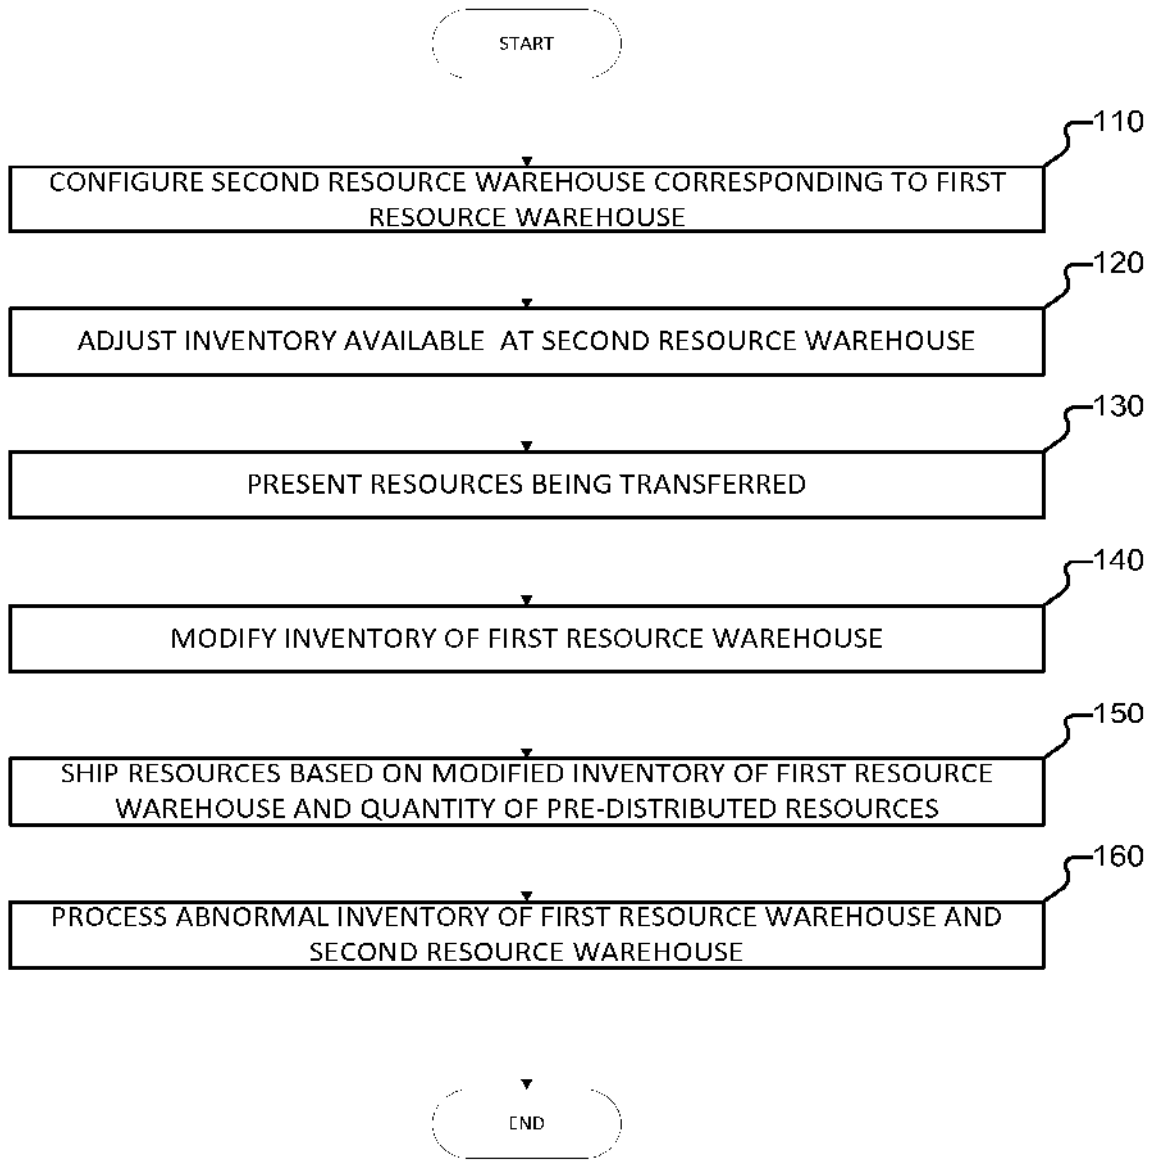 START
110
CONFIGURE SECOND RESOURCE WAREHOUSE CORRESPONDING TO FIRST
RESOURCE WAREHOUSE
120
ADJUST INVENTORY AVAILABLE AT SECOND RESOURCE WAREHOUSE
130
PRESENT RESOURCES BEING TRANSFERRED
140
MODIFY INVENTORY OF FIRST RESOURCE WAREHOUSE
150
SHIP RESOURCES BASED ON MODIFIED INVENTORY OF FIRST RESOURCE
WAREHOUSE AND QUANTITY OF PRE-DISTRIBUTED RESOURCES
160
PROCESS ABNORMAL INVENTORY OF FIRST RESOURCE WAREHOUSE AND
SECOND RESOURCE WAREHOUSE
END